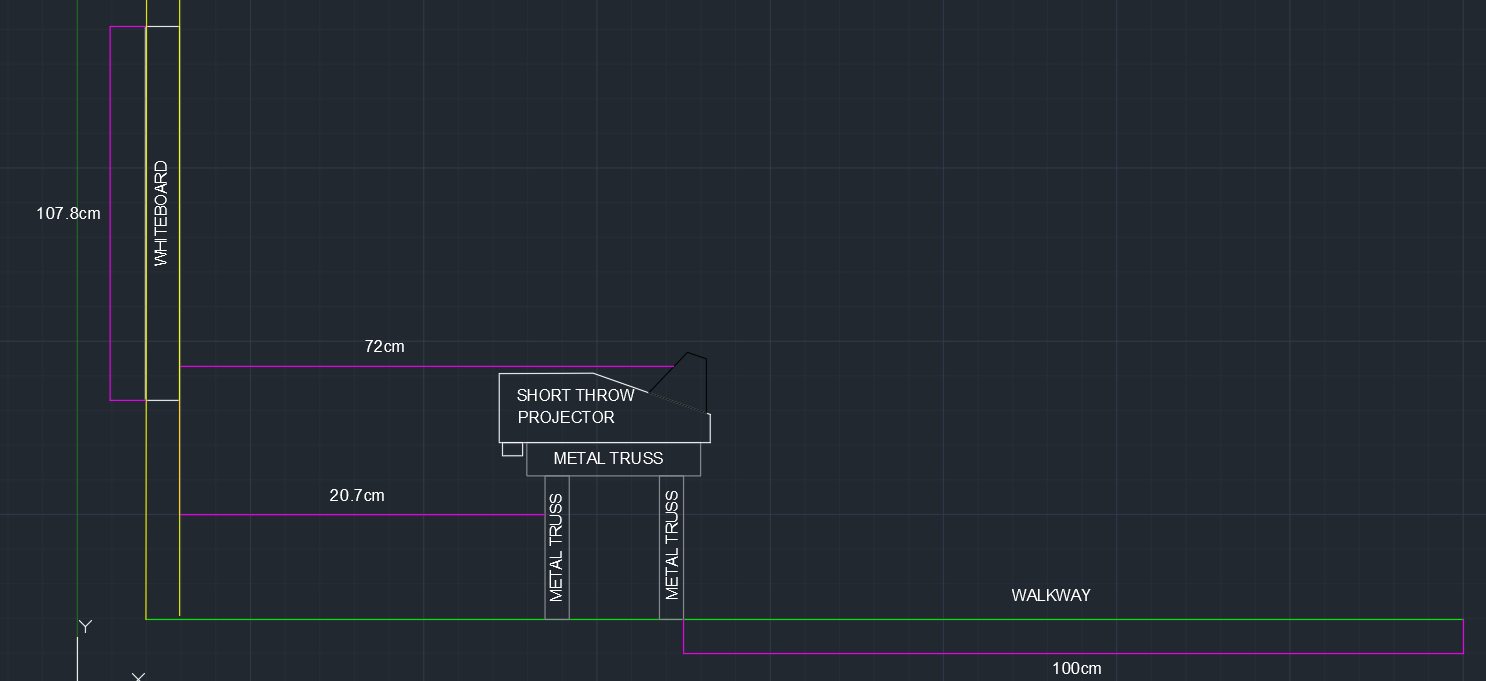 WHITEBOARD
107.8cm
72cm
SHORT THROW
PROJECTOR
METAL TRUSS
20.7cm
METAL TRUSS
METAL TRUSS
WALKWAY
Y
X
100cm